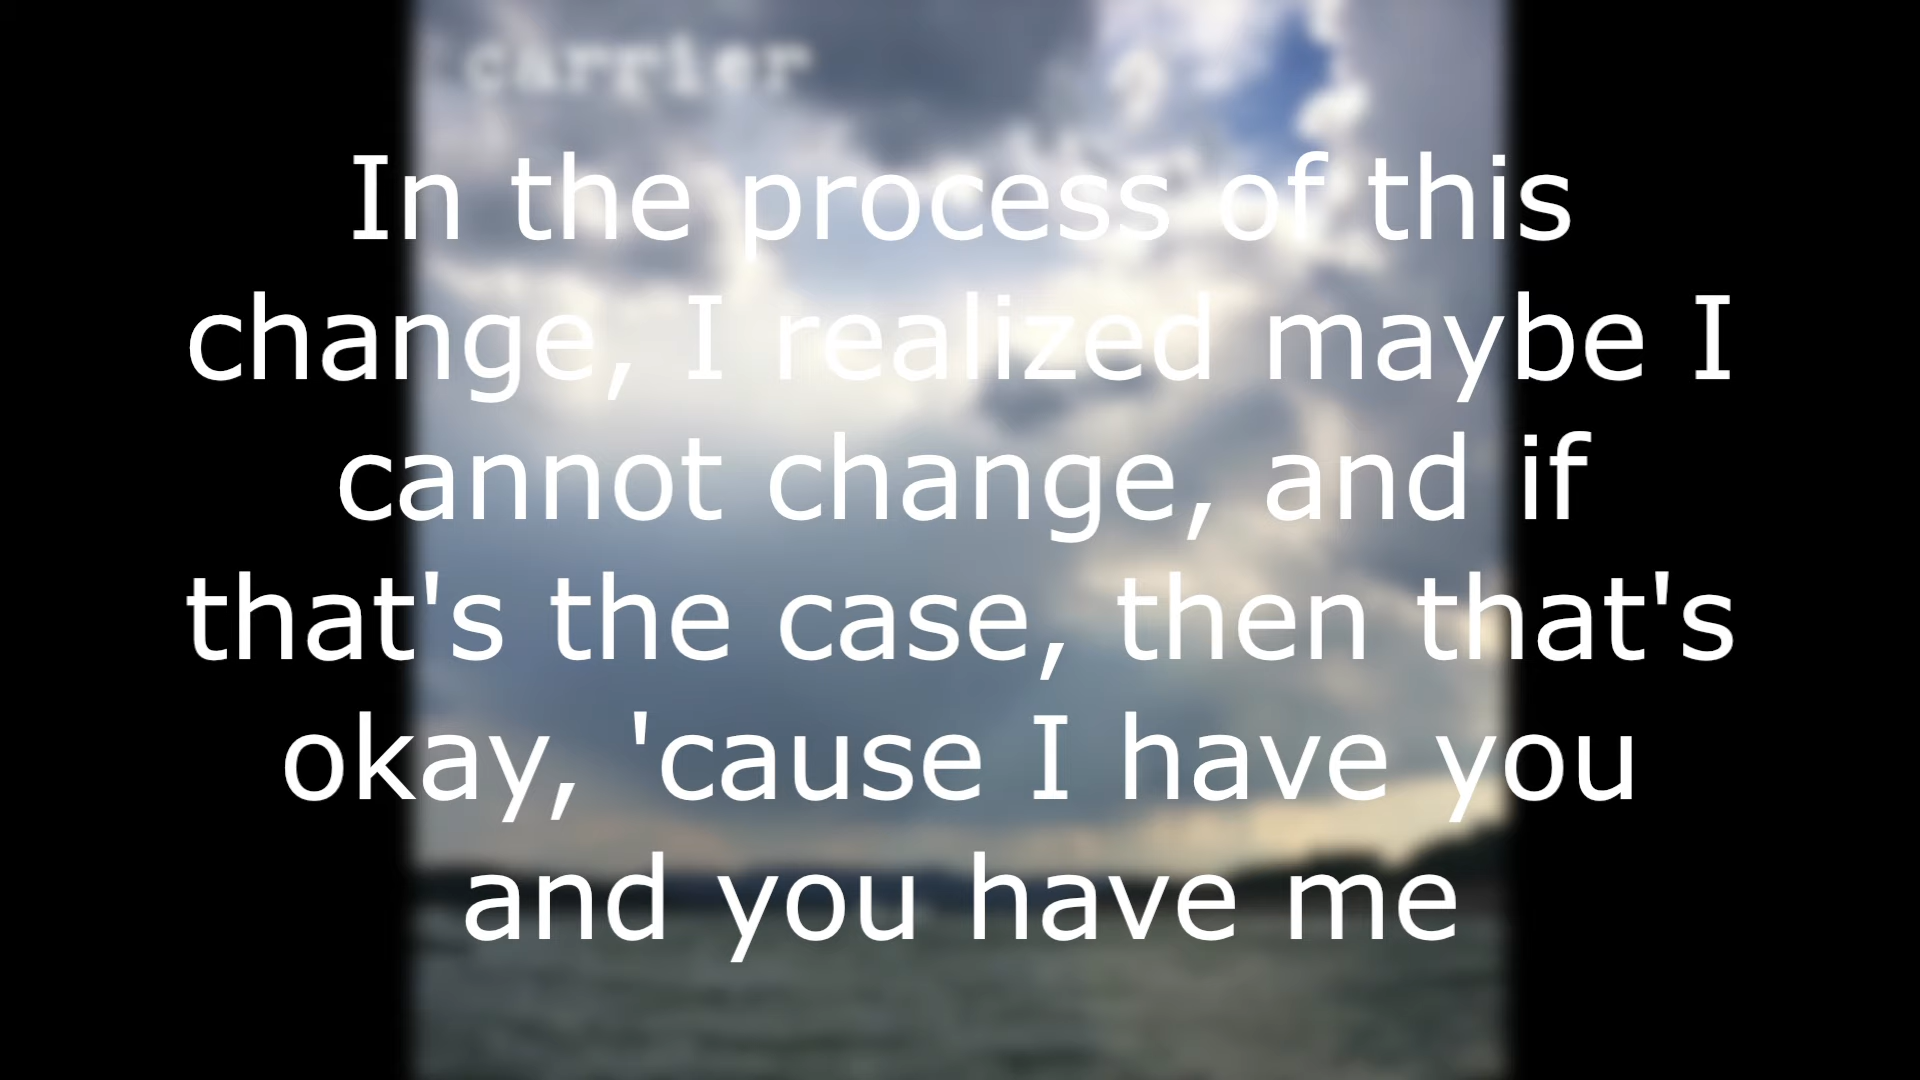 carrier
In the process of this
change, I realized maybe I
cannot change, and if
that's the case, then that's
okay, 'cause I have you
and you have me